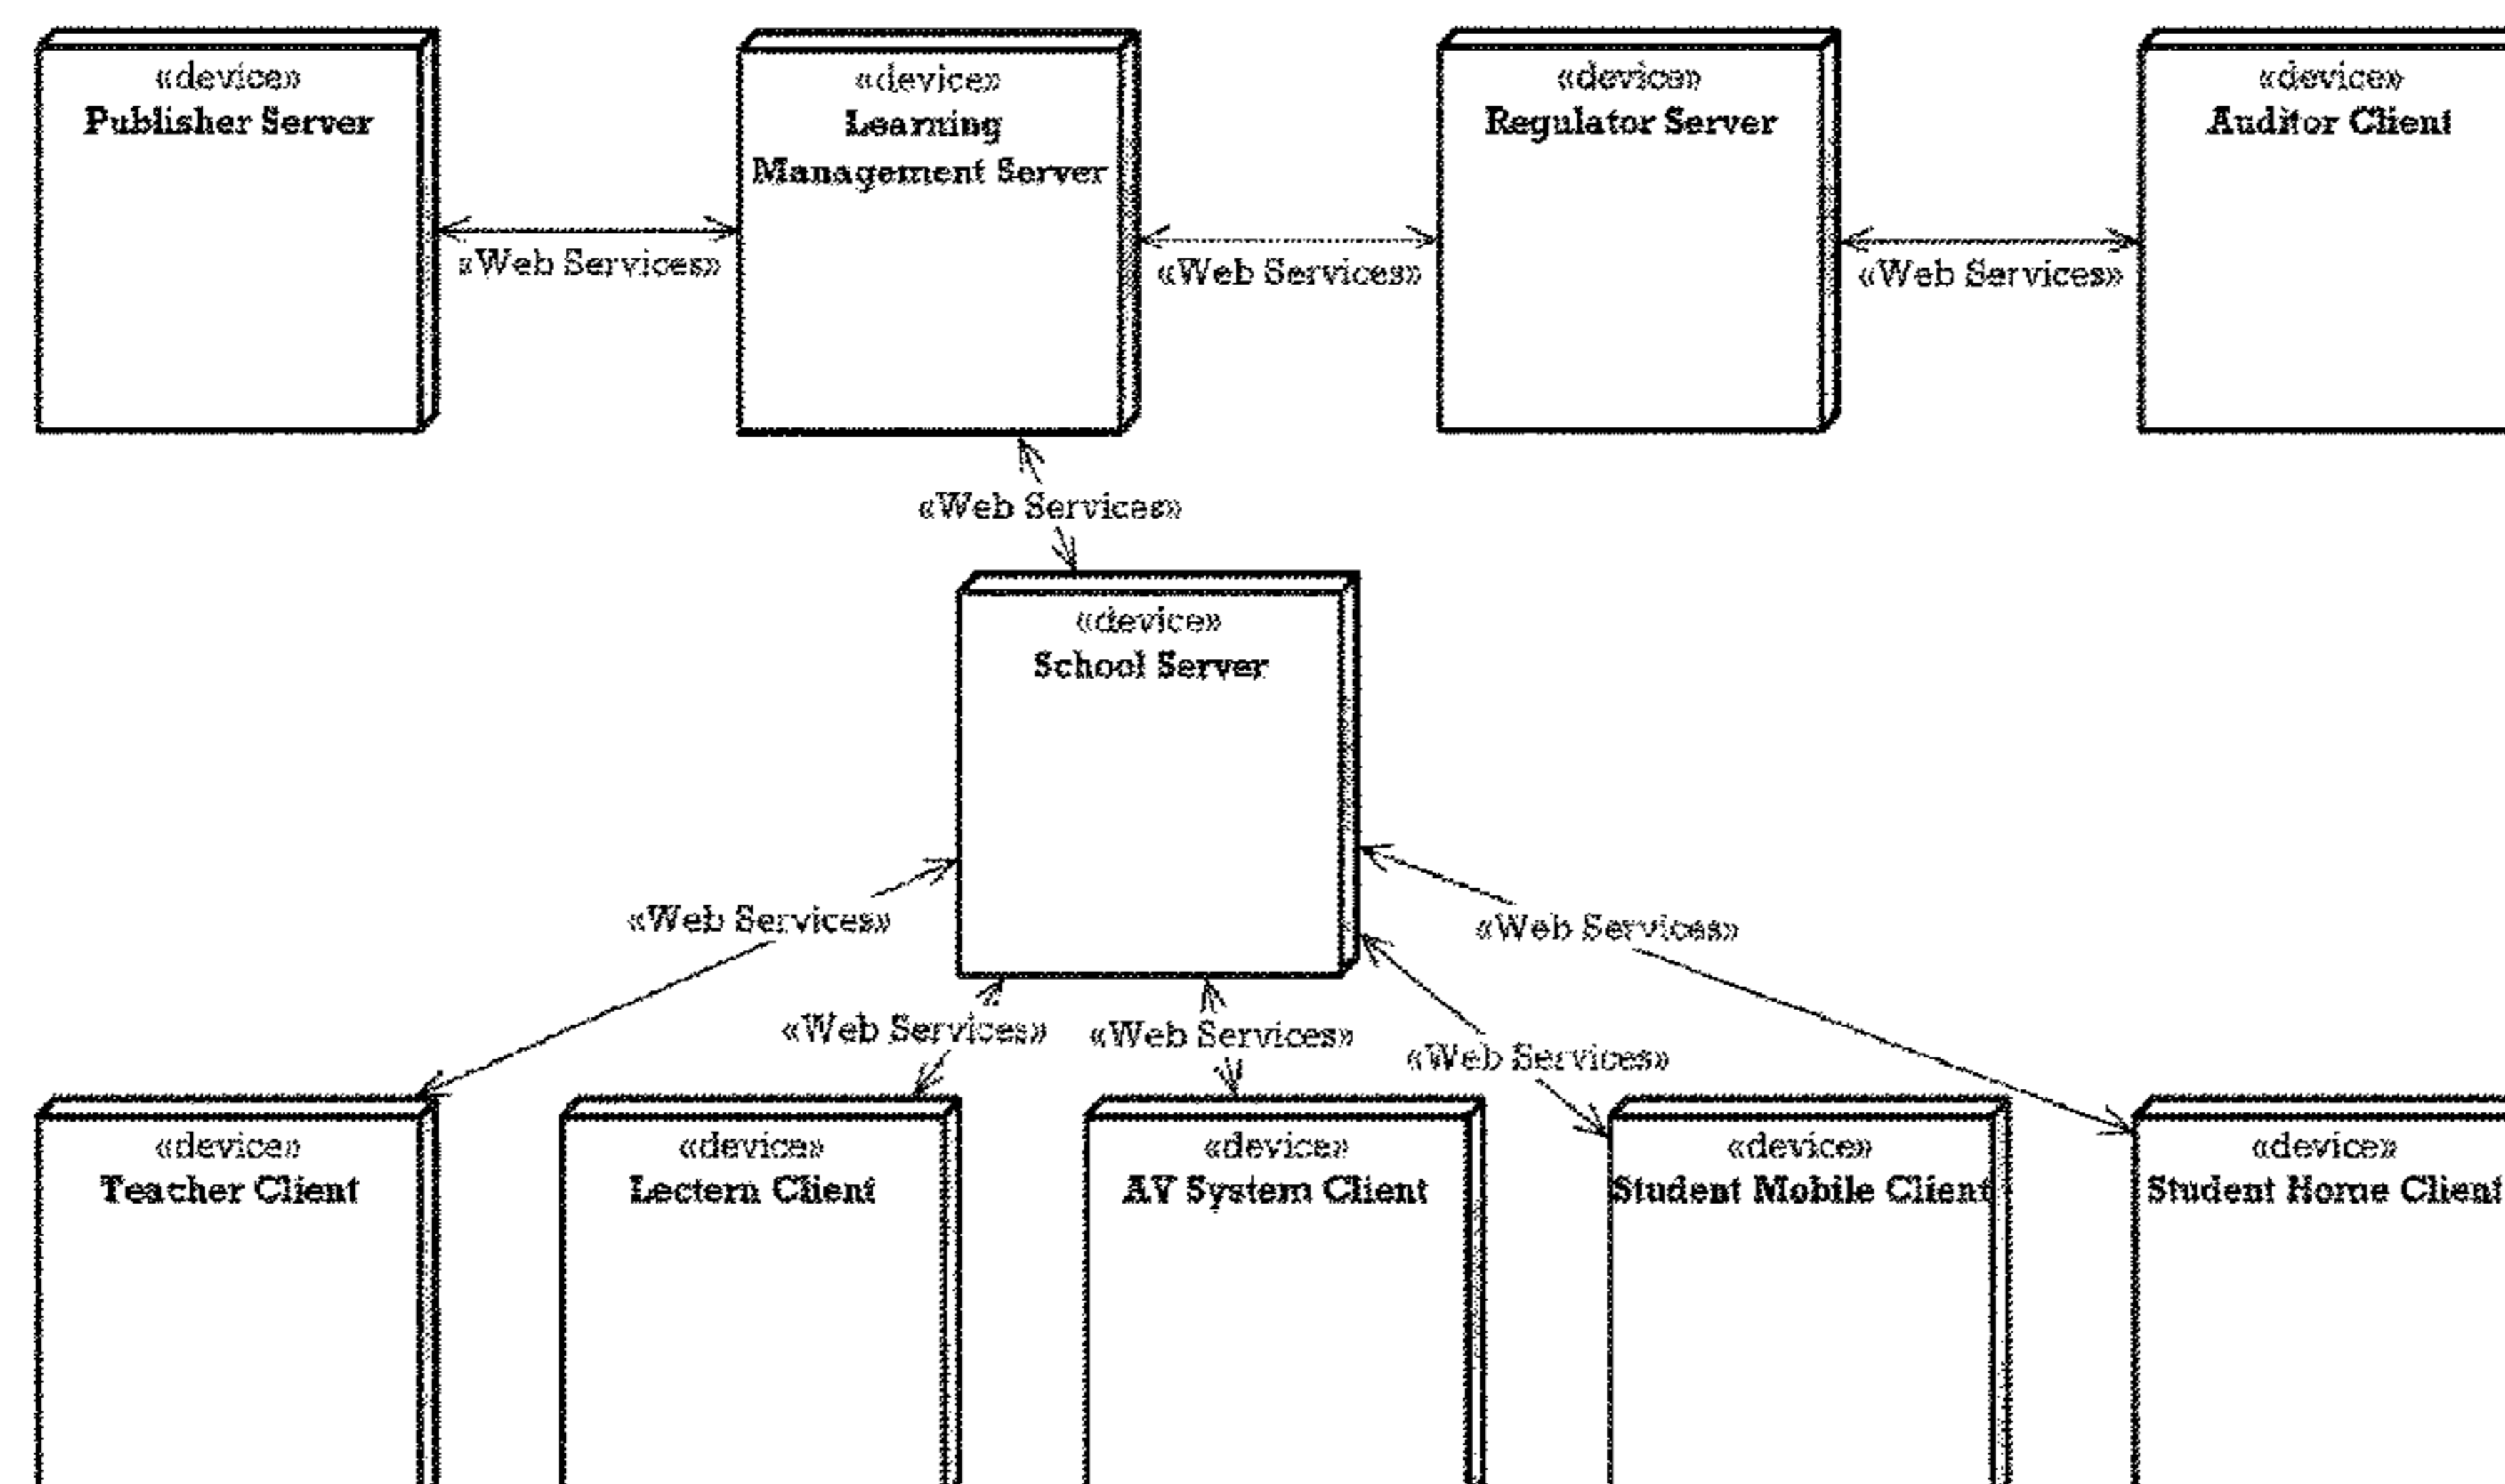 «device»
Publisher Server
«device»
Learning
Management Server
«device»
Regulator Server
«device»
Auditor Client
«Web Services»
«Web Services»
«Web Services»
«Web Services»
«device»
School Server
«Web Services»
«Web Services»
«Web Services»
«Web Services»
«Web Services»
«device»
Teacher Client
«device»
Lectern Client
«device»
AV System Client
«device»
Student Mobile Client
«device»
Student Home Client